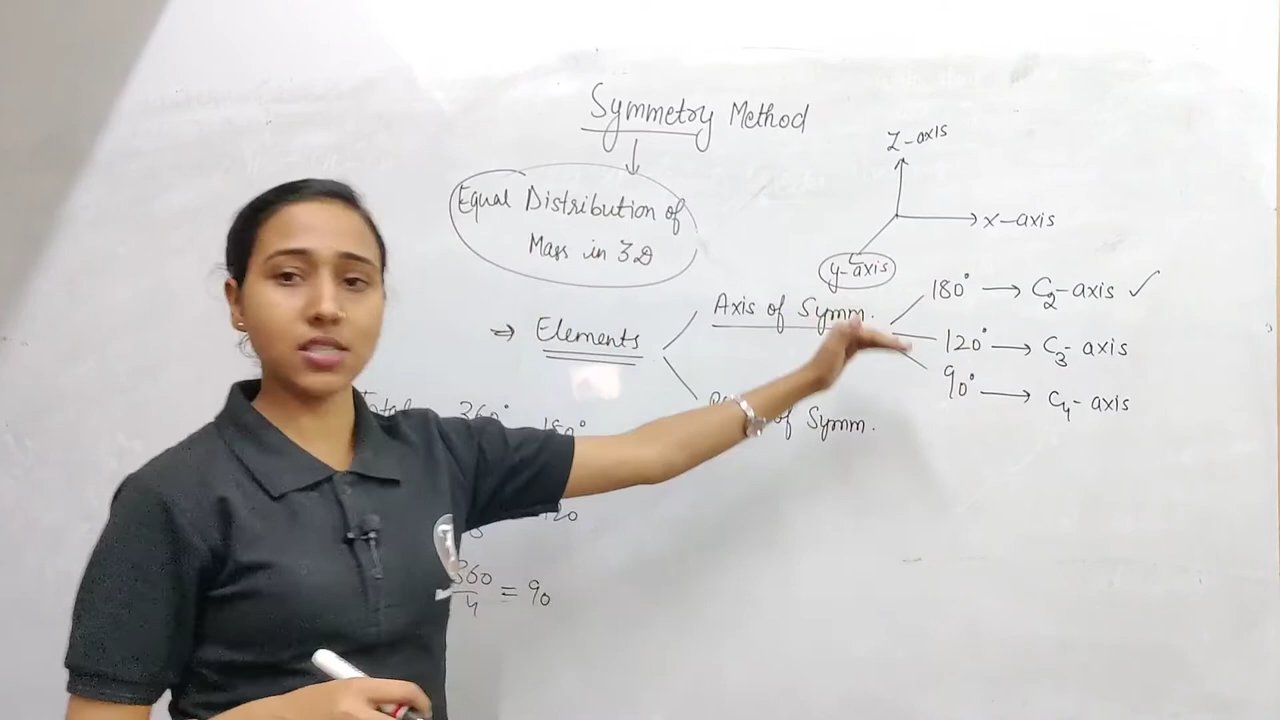 Symmetry Method
Equal Distribution of
Mass in 3D
Z-axis
x-axis
y-axis
⇒ Elements
Axis of Symm.
180° → C2-axis ✓
120° → C3-axis
90° → C4-axis
of Symm.
Total 360°
180°
120
360/4 = 90